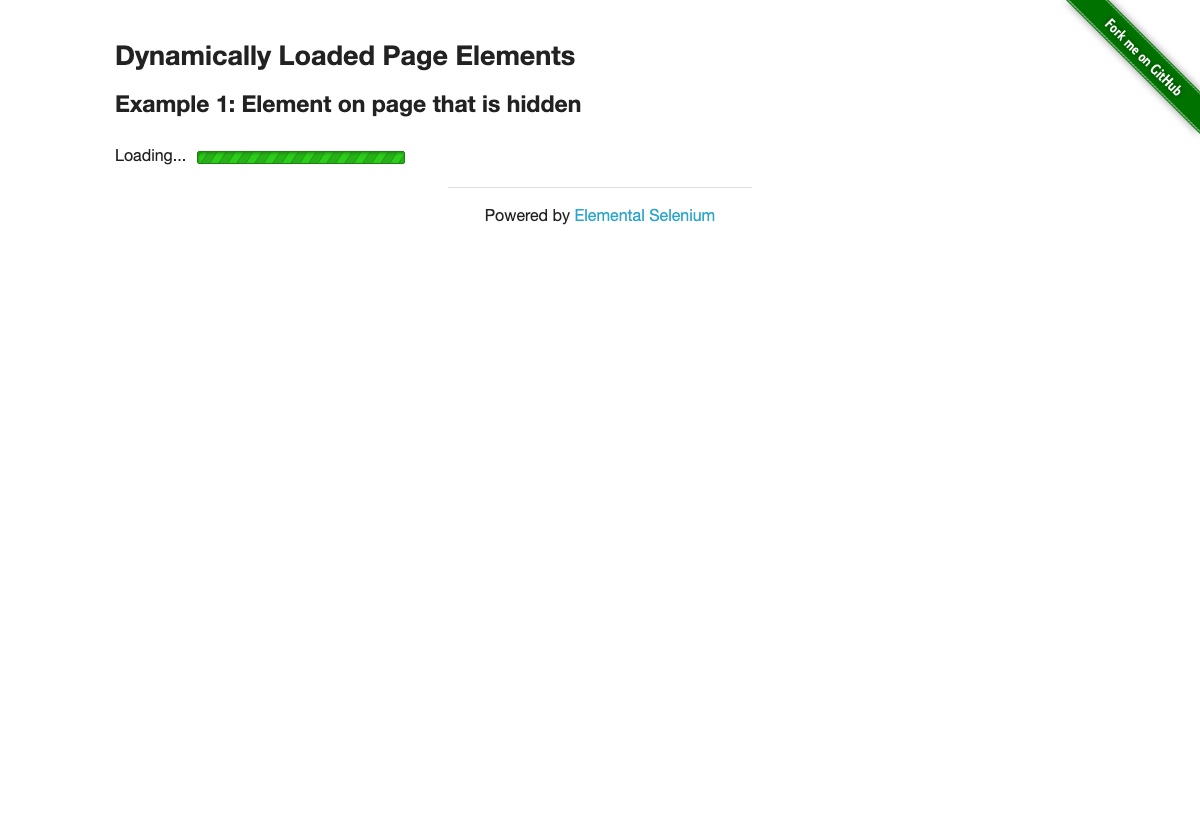 Dynamically Loaded Page Elements
Example 1: Element on page that is hidden
Loading...
Powered by Elemental Selenium
Fork me on GitHub